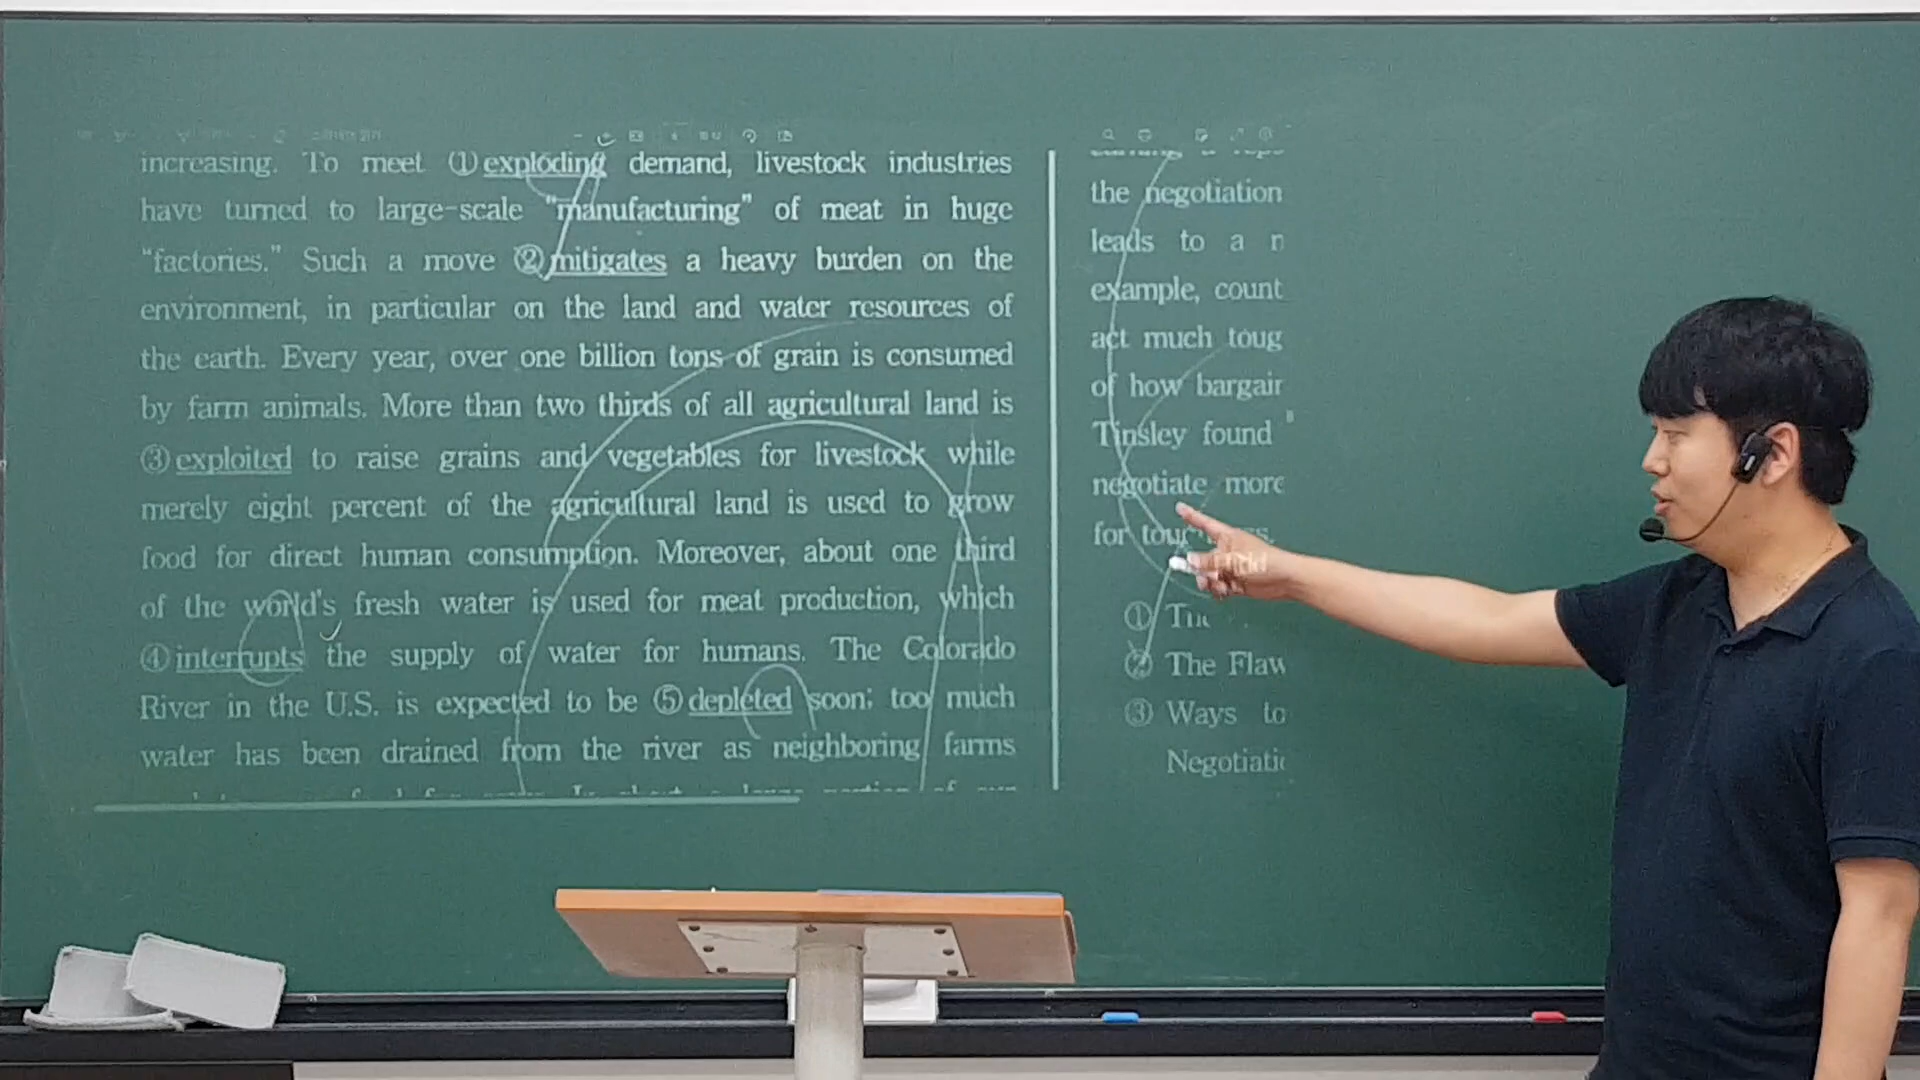 increasing. To meet ① exploding demand, livestock industries
have turned to large-scale "manufacturing" of meat in huge
"factories." Such a move ② mitigates a heavy burden on the
environment, in particular on the land and water resources of
the earth. Every year, over one billion tons of grain is consumed
by farm animals. More than two thirds of all agricultural land is
③ exploited to raise grains and vegetables for livestock while
merely eight percent of the agricultural land is used to grow
food for direct human consumption. Moreover, about one third
of the world's fresh water is used for meat production, which
④ interrupts the supply of water for humans. The Colorado
River in the U.S. is expected to be ⑤ depleted soon; too much
water has been drained from the river as neighboring farms
the negotiation
leads to a
example, count
act much toug
of how bargain
Tinsley found
negotiate more
for
①
② The Flaw
③ Ways to
Negotiatio